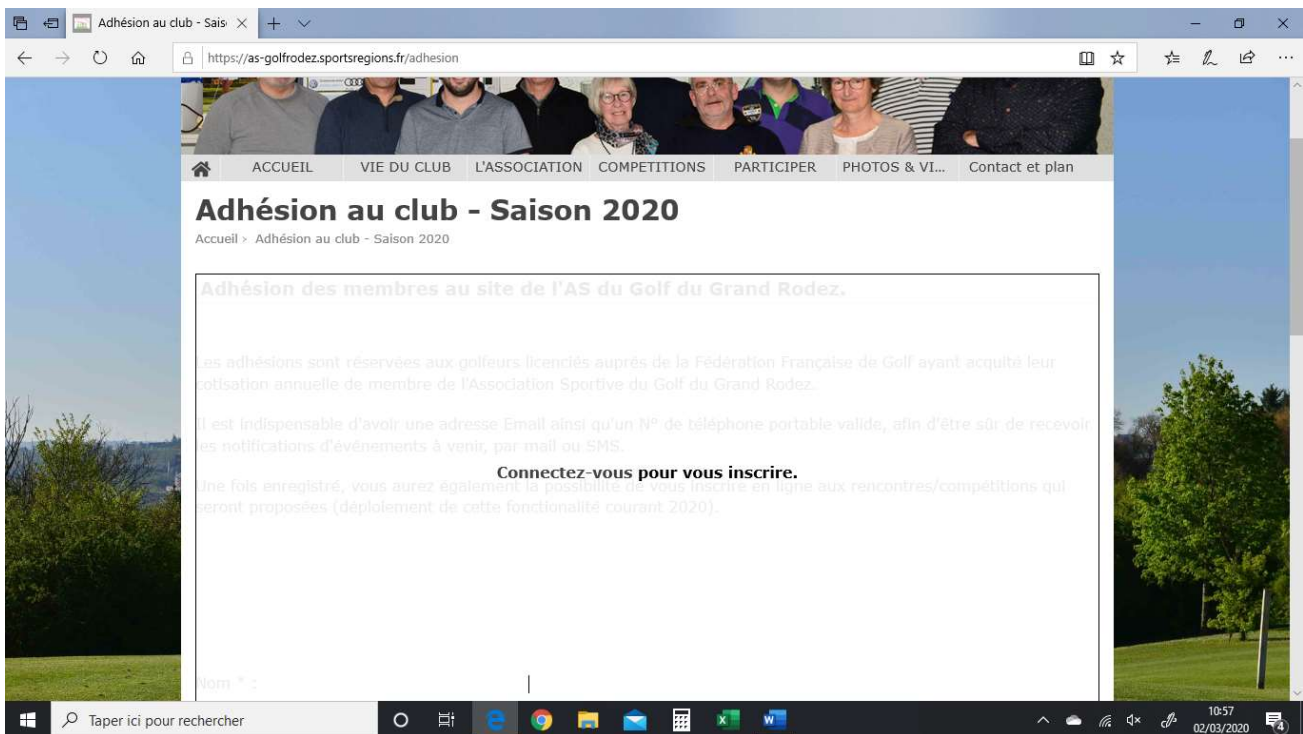 Adhésion au club - Sais
https://as-golfrodez.sportsregions.fr/adhesion
ACCUEIL VIE DU CLUB L'ASSOCIATION COMPETITIONS PARTICIPER PHOTOS & VI... Contact et plan
Adhésion au club - Saison 2020
Accueil > Adhésion au club - Saison 2020
Adhésion des membres au site de l'AS du Golf du Grand Rodez.
Les adhésions sont réservées aux golfeurs licenciés auprés de la Fédération Française de Golf ayant acquité leur
cotisation annuelle de membre de l'Association Sportive du Golf du Grand Rodez.
Il est indispensable d'avoir une adresse Email ainsi qu'un N° de téléphone portable valide, afin d'être sûr de recevoir
les notifications d'événements à venir, par mail ou SMS.
Connectez-vous pour vous inscrire.
Une fois enregistré, vous aurez également la possibilité de vous inscrire en ligne aux rencontres/compétitions qui
seront proposées (déploiement de cette fonctionalité courant 2020).
Nom * :
Taper ici pour rechercher
10:57
02/03/2020
4